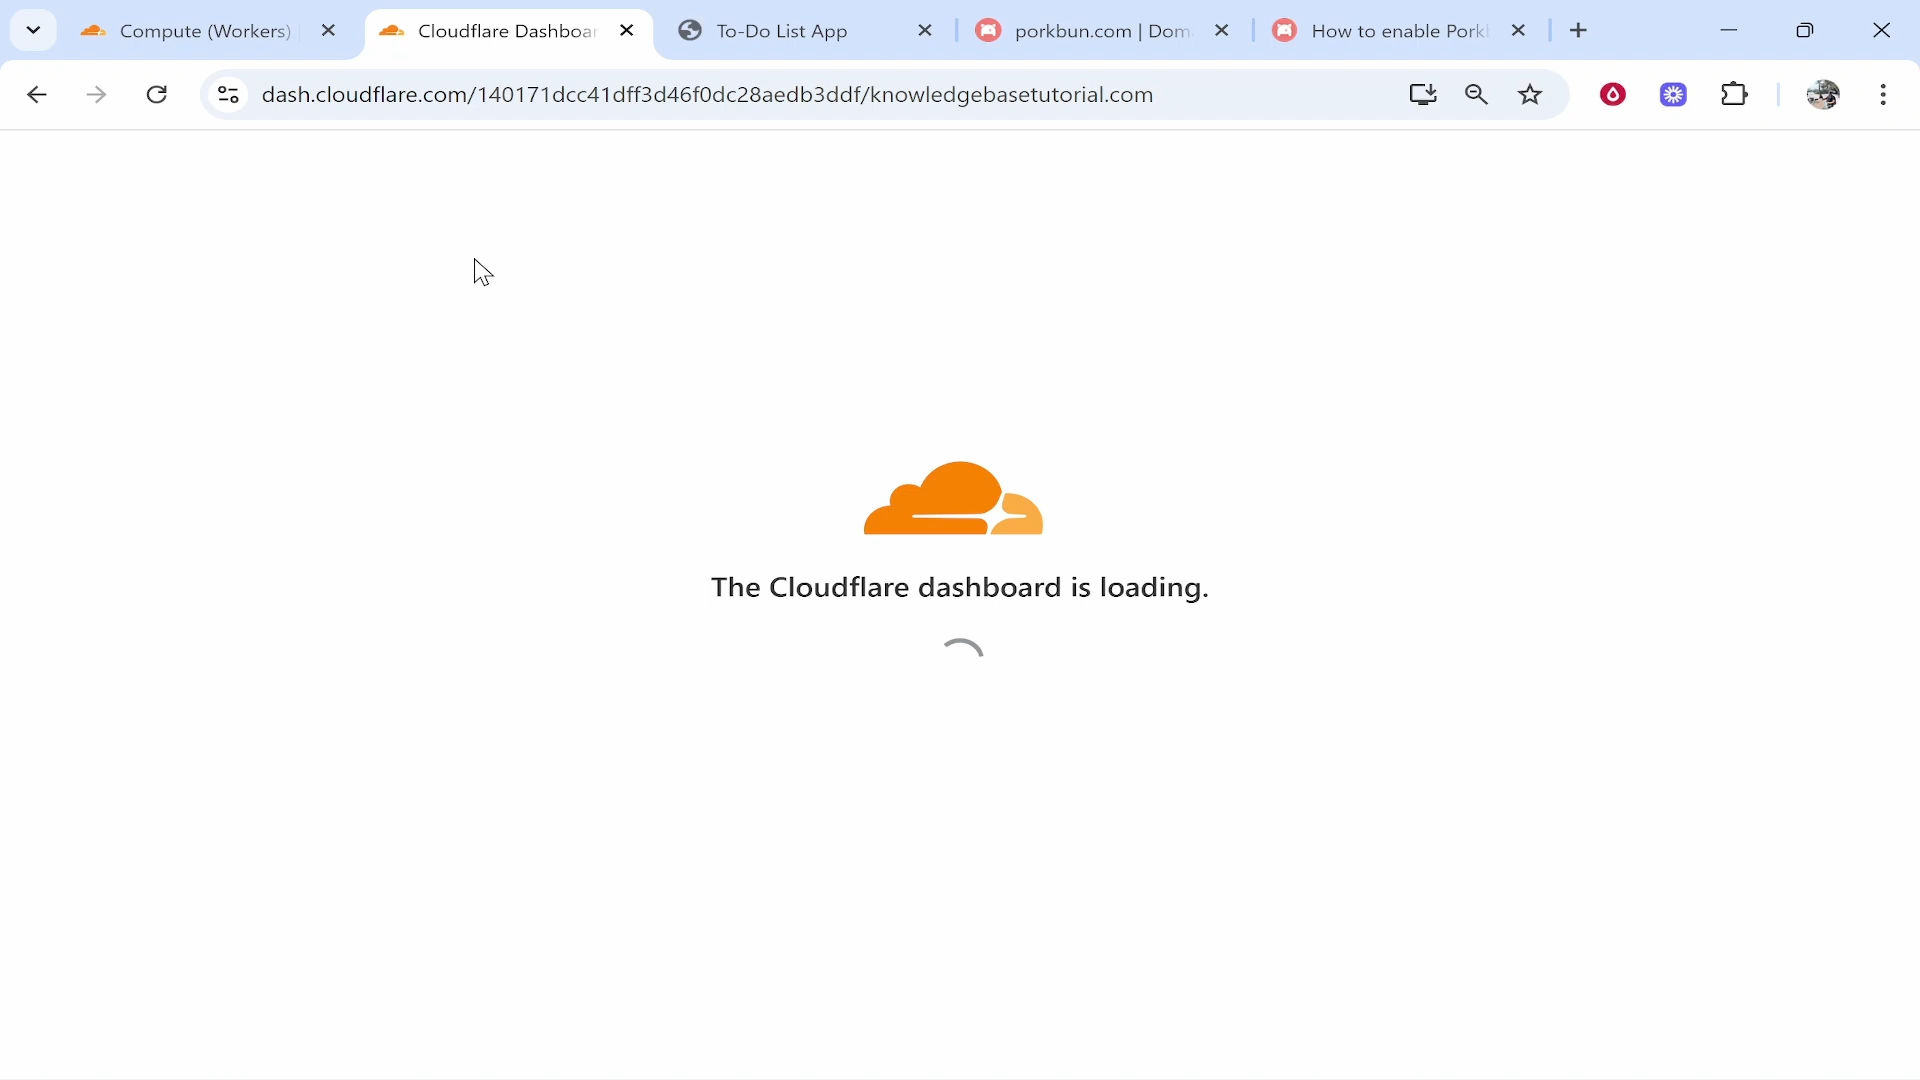 Compute (Workers)
Cloudflare Dashboar
To-Do List App
porkbun.com | Dom
How to enable Pork
dash.cloudflare.com/140171dcc41dff3d46f0dc28aedb3ddf/knowledgebasetutorial.com
The Cloudflare dashboard is loading.